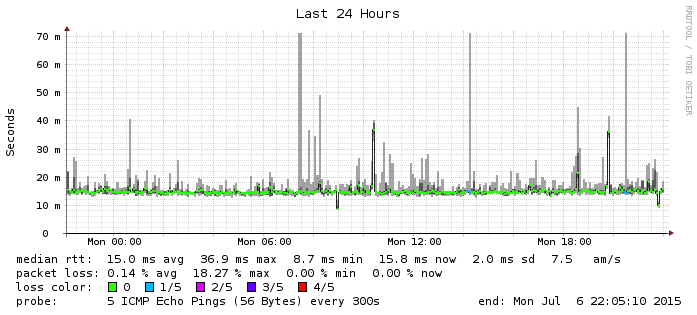 Last 24 Hours
RRDTOOL / TOBI OETIKER
Seconds
70 m
60 m
50 m
40 m
30 m
20 m
10 m
0
Mon 00:00 Mon 06:00 Mon 12:00 Mon 18:00
median rtt: 15.0 ms avg 36.9 ms max 8.7 ms min 15.8 ms now 2.0 ms sd 7.5 am/s
packet loss: 0.14 % avg 18.27 % max 0.00 % min 0.00 % now
loss color: 0 1/5 2/5 3/5 4/5
probe: 5 ICMP Echo Pings (56 Bytes) every 300s end: Mon Jul 6 22:05:10 2015